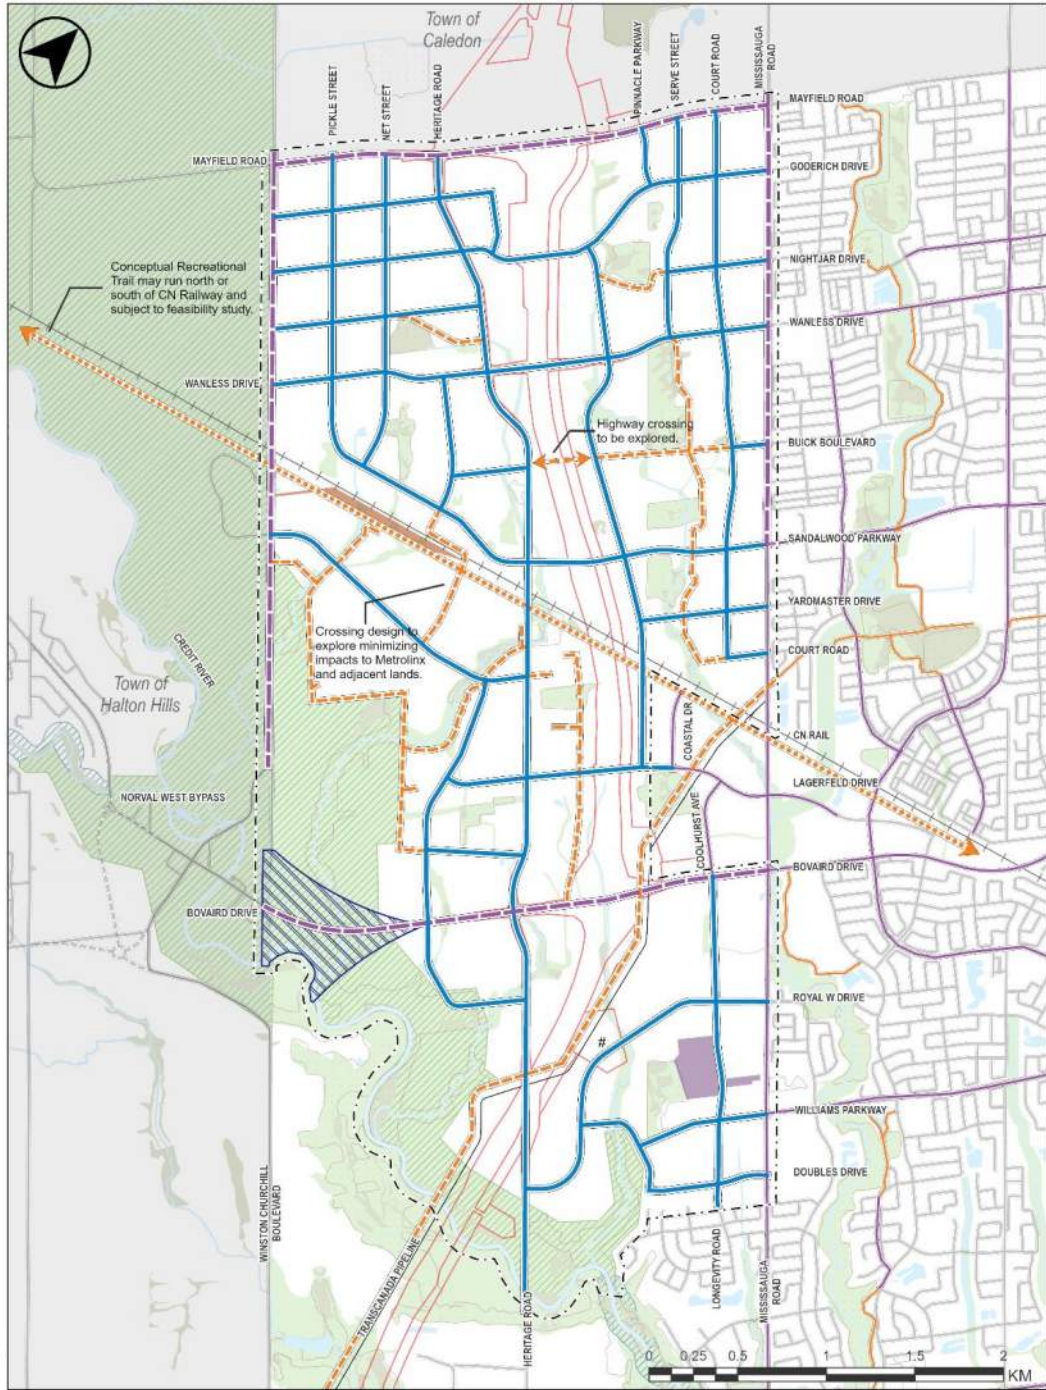 Town of
Caledon
PICKLE STREET
NET STREET
HERITAGE ROAD
PINNACLE PARKWAY
SERVE STREET
COURT ROAD
MISSISSAUGA
ROAD
MAYFIELD ROAD
MAYFIELD ROAD
GODERICH DRIVE
Conceptual Recreational
Trail may run north or
south of CN Railway and
subject to feasibility study.
NIGHTJAR DRIVE
WANLESS DRIVE
WANLESS DRIVE
Highway crossing
to be explored.
BUICK BOULEVARD
SANDALWOOD PARKWAY
YARDMASTER DRIVE
Crossing design to
explore minimizing
impacts to Metrolinx
and adjacent lands.
COURT ROAD
CREDIT RIVER
Town of
Halton Hills
COASTAL DR
CN RAIL
LAGERFELD DRIVE
NORVAL WEST BYPASS
COOLHURST AVE
BOVAIRD DRIVE
BOVAIRD DRIVE
ROYAL W DRIVE
#
WILLIAMS PARKWAY
DOUBLES DRIVE
WINSTON CHURCHILL
BOULEVARD
TRANSCANADA PIPELINE
HERITAGE ROAD
LONGEVITY ROAD
MISSISSAUGA
ROAD
0 0.25 0.5 1 1.5 2
KM